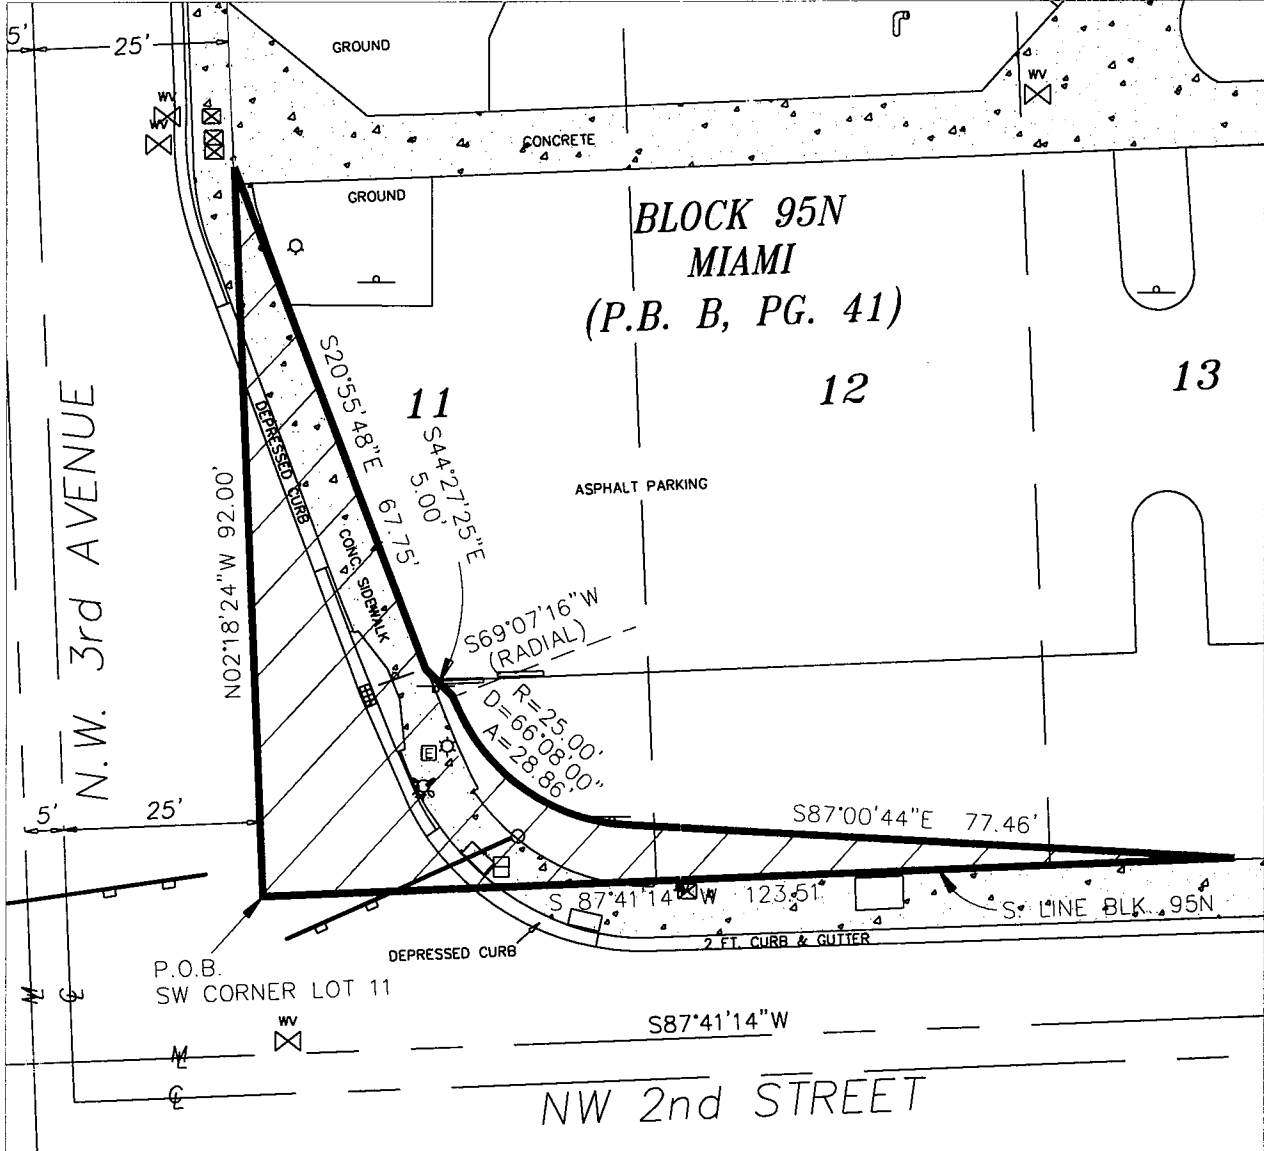 5'
25'
GROUND
WV
WV
WV
CONCRETE
GROUND
BLOCK 95N
MIAMI
(P.B. B, PG. 41)
11
12
13
S20°55'48"E 67.75'
S44°27'25"E
5.00'
DEPRESSED CURB
ASPHALT PARKING
N.W. 3rd AVENUE
N02°18'24"W 92.00'
CONC. SIDEWALK
S69°07'16"W
(RADIAL)
R=25.00'
D=66°08'00"
A=28.86'
E
5'
25'
S87°00'44"E 77.46'
S 87°41'14" W 123.51'
S. LINE BLK. 95N
DEPRESSED CURB
2 FT. CURB & GUTTER
P.O.B.
SW CORNER LOT 11
WV
S87°41'14"W
NW 2nd STREET